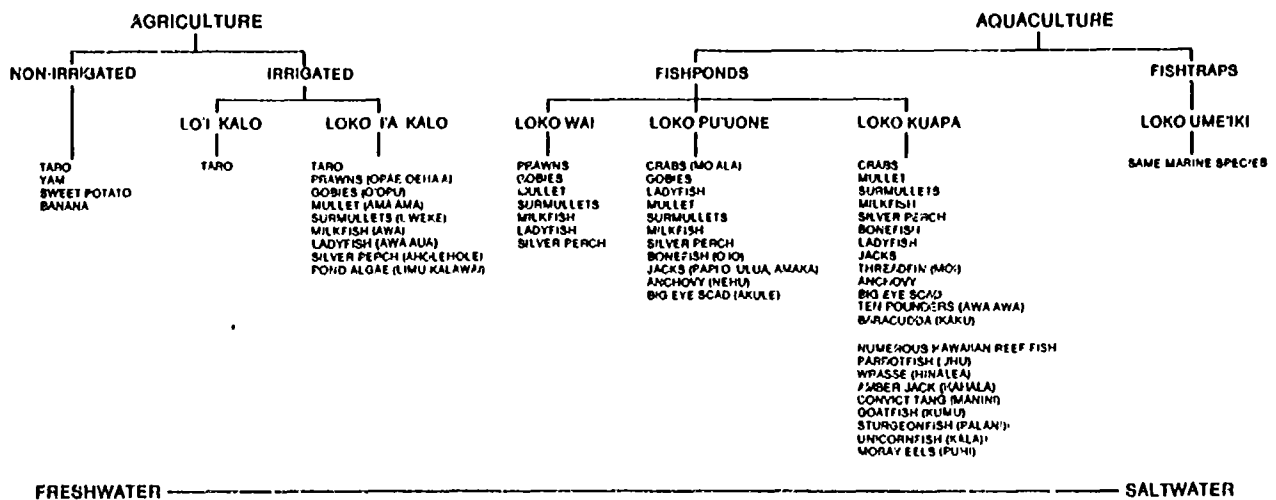 AGRICULTURE
AQUACULTURE
NON-IRRIGATED
IRRIGATED
FISHPONDS
FISHTRAPS
LO'I KALO
LOKO I'A KALO
LOKO WAI
LOKO PU'UONE
LOKO KUAPA
LOKO UME'IKI
TARO
YAM
SWEET POTATO
BANANA
TARO
TARO
PRAWNS (OPAE, OEHAA)
GOBIES (O'OPU)
MULLET (AMA AMA)
SURMULLETS (UWEKE)
MILKFISH (AWA)
LADYFISH (AWA AUA)
SILVER PERCH (AHOLEHOLE)
POND ALGAE (LIMU KALAWAI)
PRAWNS
GOBIES
MULLET
SURMULLETS
MILKFISH
LADYFISH
SILVER PERCH
CRABS (MO ALA)
GOBIES
LADYFISH
MULLET
SURMULLETS
MILKFISH
SILVER PERCH
BONEFISH (OIO)
JACKS (PAPIO, ULUA, AMAKA)
ANCHOVY (NEHU)
BIG EYE SCAD (AKULE)
CRABS
MULLET
SURMULLETS
MILKFISH
SILVER PERCH
BONEFISH
LADYFISH
JACKS
THREADFIN (MOI)
ANCHOVY
BIG EYE SCAD
TEN POUNDERS (AWA AWA)
BARACUDDA (KAKU)
NUMEROUS HAWAIIAN REEF FISH
PARROTFISH (UHU)
WRASSE (HINALEA)
AMBER JACK (KAHALA)
CONVICT TANG (MANINI)
GOATFISH (KUMU)
STURGEONFISH (PALANI)
UNICORNFISH (KALA)
MORAY EELS (PUHI)
SAME MARINE SPECIES
FRESHWATER
SALTWATER